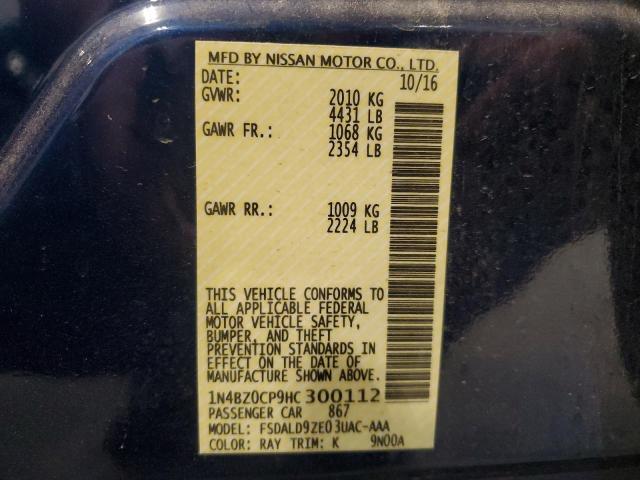 MFD BY NISSAN MOTOR CO., LTD.
DATE: 10/16
GVWR: 2010 KG
4431 LB
GAWR FR.: 1068 KG
2354 LB
GAWR RR.: 1009 KG
2224 LB
THIS VEHICLE CONFORMS TO
ALL APPLICABLE FEDERAL
MOTOR VEHICLE SAFETY,
BUMPER, AND THEFT
PREVENTION STANDARDS IN
EFFECT ON THE DATE OF
MANUFACTURE SHOWN ABOVE.
1N4BZ0CP9HC300112
PASSENGER CAR 867
MODEL: FSDALD9ZE03UAC-AAA
COLOR: RAY TRIM: K 9N00A